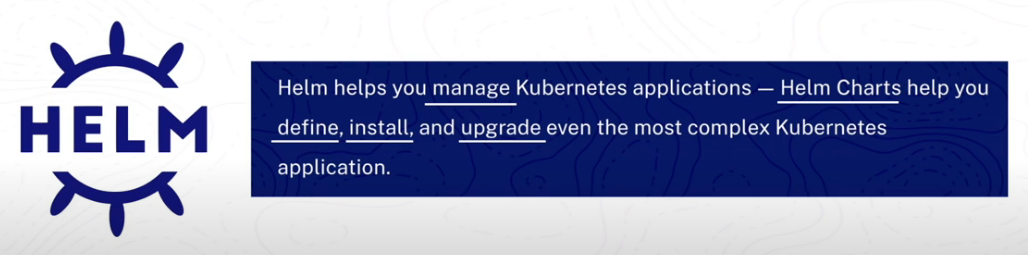 HELM
Helm helps you manage Kubernetes applications — Helm Charts help you
define, install, and upgrade even the most complex Kubernetes
application.